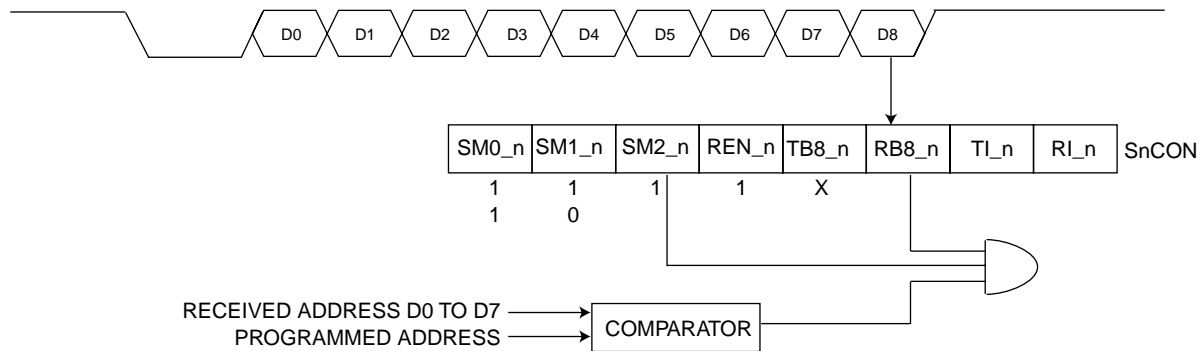 D0 D1 D2 D3 D4 D5 D6 D7 D8
SM0_n SM1_n SM2_n REN_n TB8_n RB8_n TI_n RI_n SnCON
1 1 1 1 X
1 0
RECEIVED ADDRESS D0 TO D7
PROGRAMMED ADDRESS
COMPARATOR